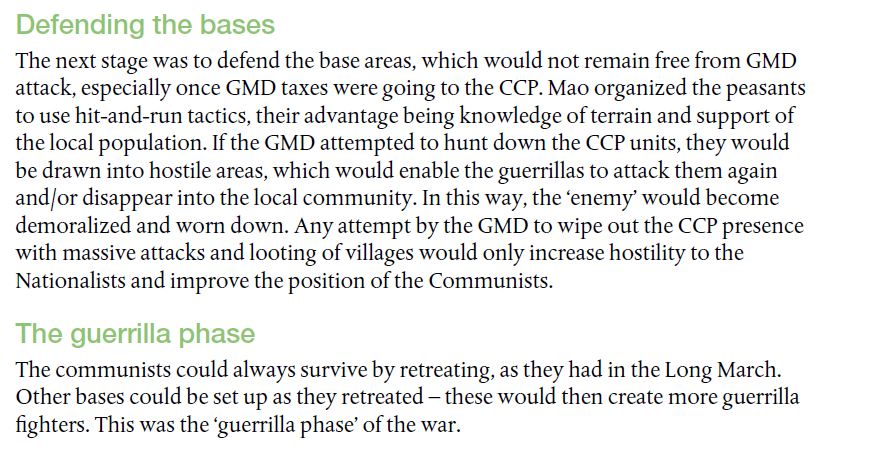 Defending the bases
The next stage was to defend the base areas, which would not remain free from GMD
attack, especially once GMD taxes were going to the CCP. Mao organized the peasants
to use hit-and-run tactics, their advantage being knowledge of terrain and support of
the local population. If the GMD attempted to hunt down the CCP units, they would
be drawn into hostile areas, which would enable the guerrillas to attack them again
and/or disappear into the local community. In this way, the ‘enemy’ would become
demoralized and worn down. Any attempt by the GMD to wipe out the CCP presence
with massive attacks and looting of villages would only increase hostility to the
Nationalists and improve the position of the Communists.
The guerrilla phase
The communists could always survive by retreating, as they had in the Long March.
Other bases could be set up as they retreated – these would then create more guerrilla
fighters. This was the ‘guerrilla phase’ of the war.